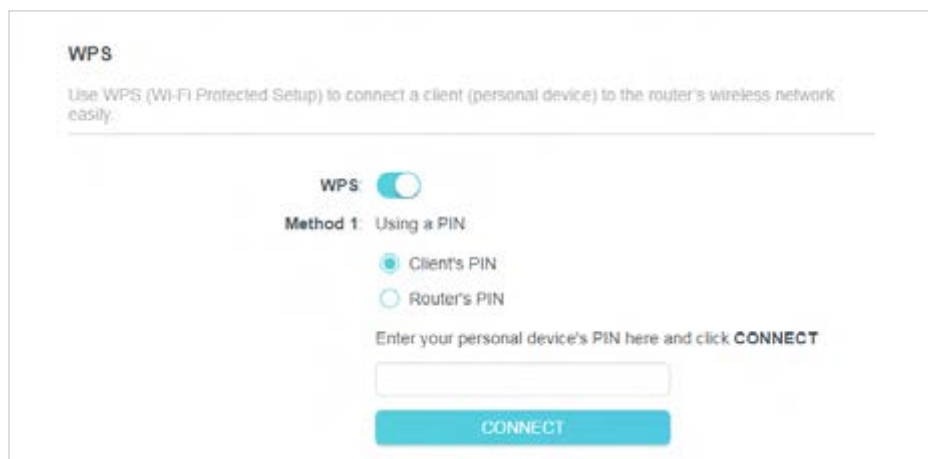 WPS
Use WPS (Wi-Fi Protected Setup) to connect a client (personal device) to the router's wireless network
easily.
WPS:
Method 1: Using a PIN
Client's PIN
Router's PIN
Enter your personal device's PIN here and click CONNECT
CONNECT